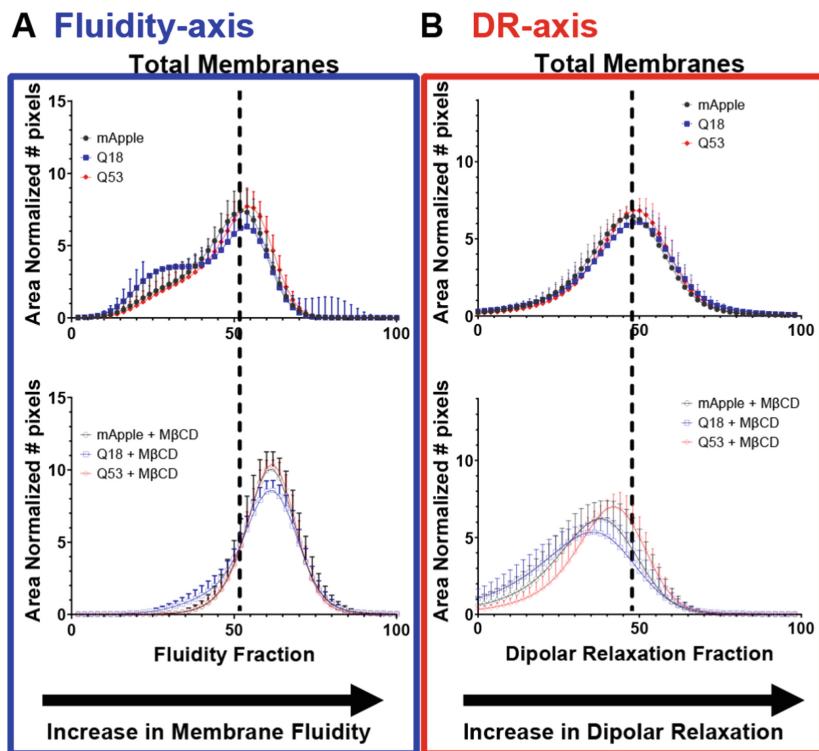 A Fluidity-axis
Total Membranes
Area Normalized # pixels
15
10
5
0
0
50
100
mApple
Q18
Q53
Area Normalized # pixels
15
10
5
0
0
50
100
mApple + MβCD
Q18 + MβCD
Q53 + MβCD
Fluidity Fraction
Increase in Membrane Fluidity
B DR-axis
Total Membranes
Area Normalized # pixels
10
5
0
0
50
100
mApple
Q18
Q53
Area Normalized # pixels
10
5
0
0
50
100
mApple + MβCD
Q18 + MβCD
Q53 + MβCD
Dipolar Relaxation Fraction
Increase in Dipolar Relaxation